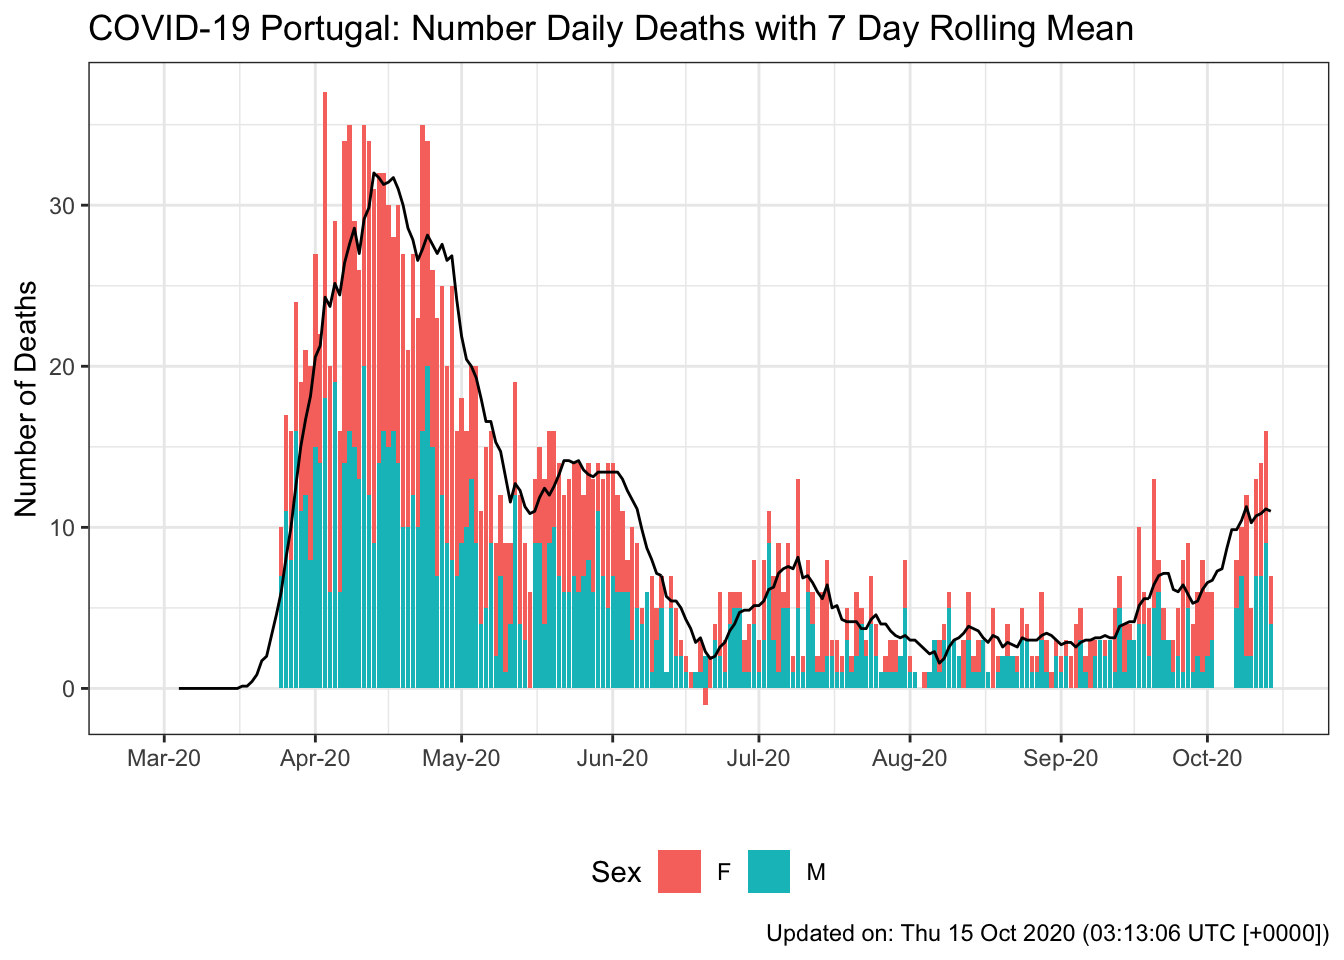 COVID-19 Portugal: Number Daily Deaths with 7 Day Rolling Mean
Number of Deaths
30
20
10
0
Mar-20 Apr-20 May-20 Jun-20 Jul-20 Aug-20 Sep-20 Oct-20
Sex F M
Updated on: Thu 15 Oct 2020 (03:13:06 UTC [+0000])